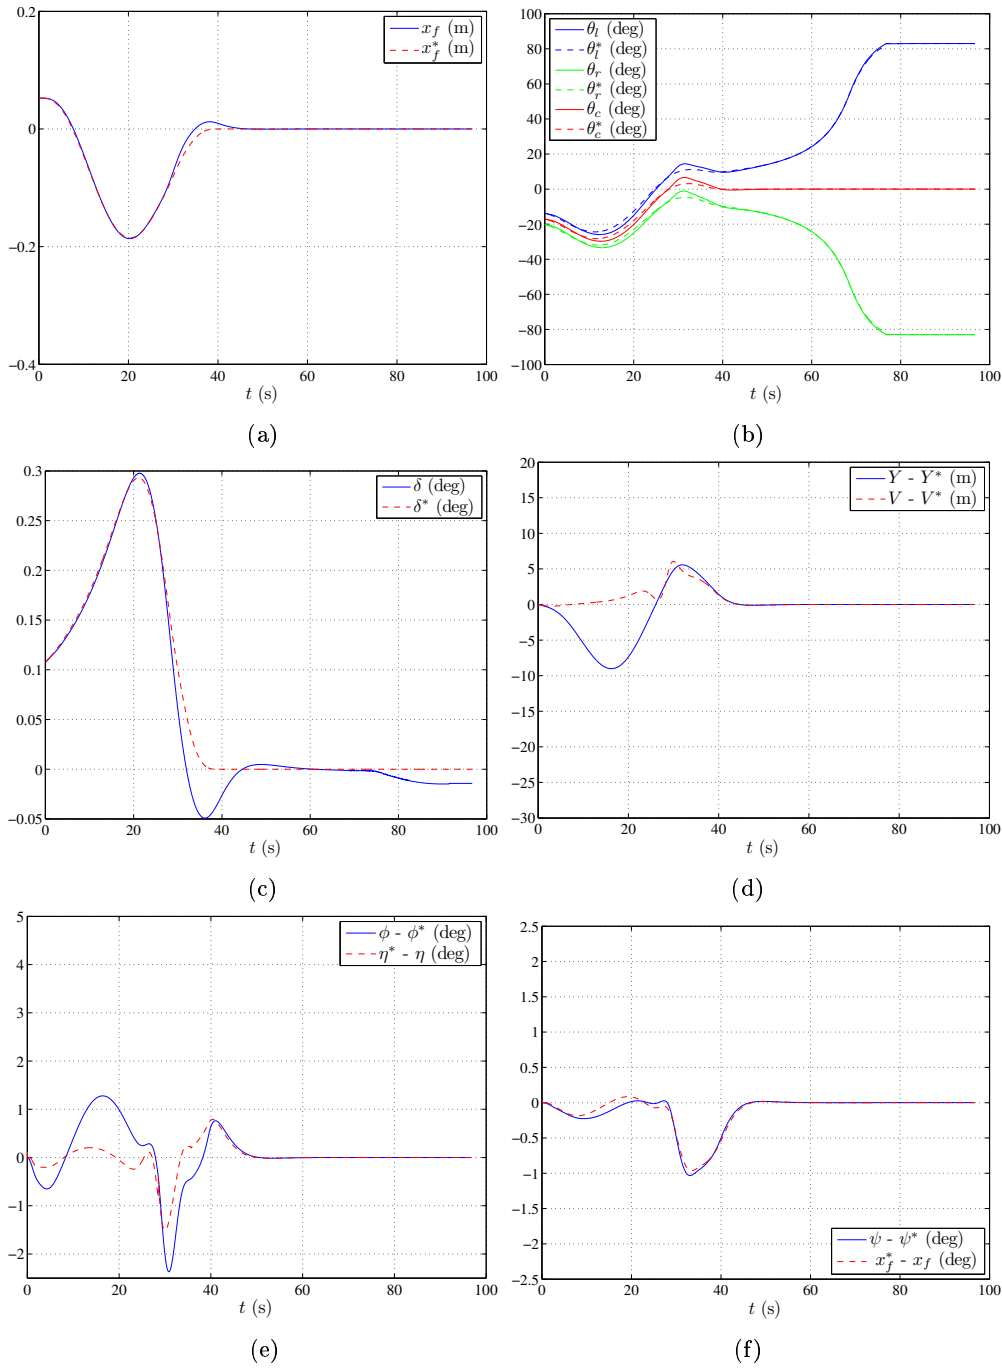 0.2
0
−0.2
−0.4
0 20 40 60 80 100
x_f (m)
x_f^* (m)
t (s)
(a)
100
80
60
40
20
0
−20
−40
−60
−80
−100
0 20 40 60 80 100
θ_l (deg)
θ_l^* (deg)
θ_r (deg)
θ_r^* (deg)
θ_c (deg)
θ_c^* (deg)
t (s)
(b)
0.3
0.25
0.2
0.15
0.1
0.05
0
−0.05
0 20 40 60 80 100
δ (deg)
δ^* (deg)
t (s)
(c)
20
15
10
5
0
−5
−10
−15
−20
−25
−30
0 20 40 60 80 100
Y - Y^* (m)
V - V^* (m)
t (s)
(d)
5
4
3
2
1
0
−1
−2
0 20 40 60 80 100
ϕ - ϕ^* (deg)
η^* - η (deg)
t (s)
(e)
2.5
2
1.5
1
0.5
0
−0.5
−1
−1.5
−2
−2.5
0 20 40 60 80 100
ψ - ψ^* (deg)
x_f^* - x_f (deg)
t (s)
(f)